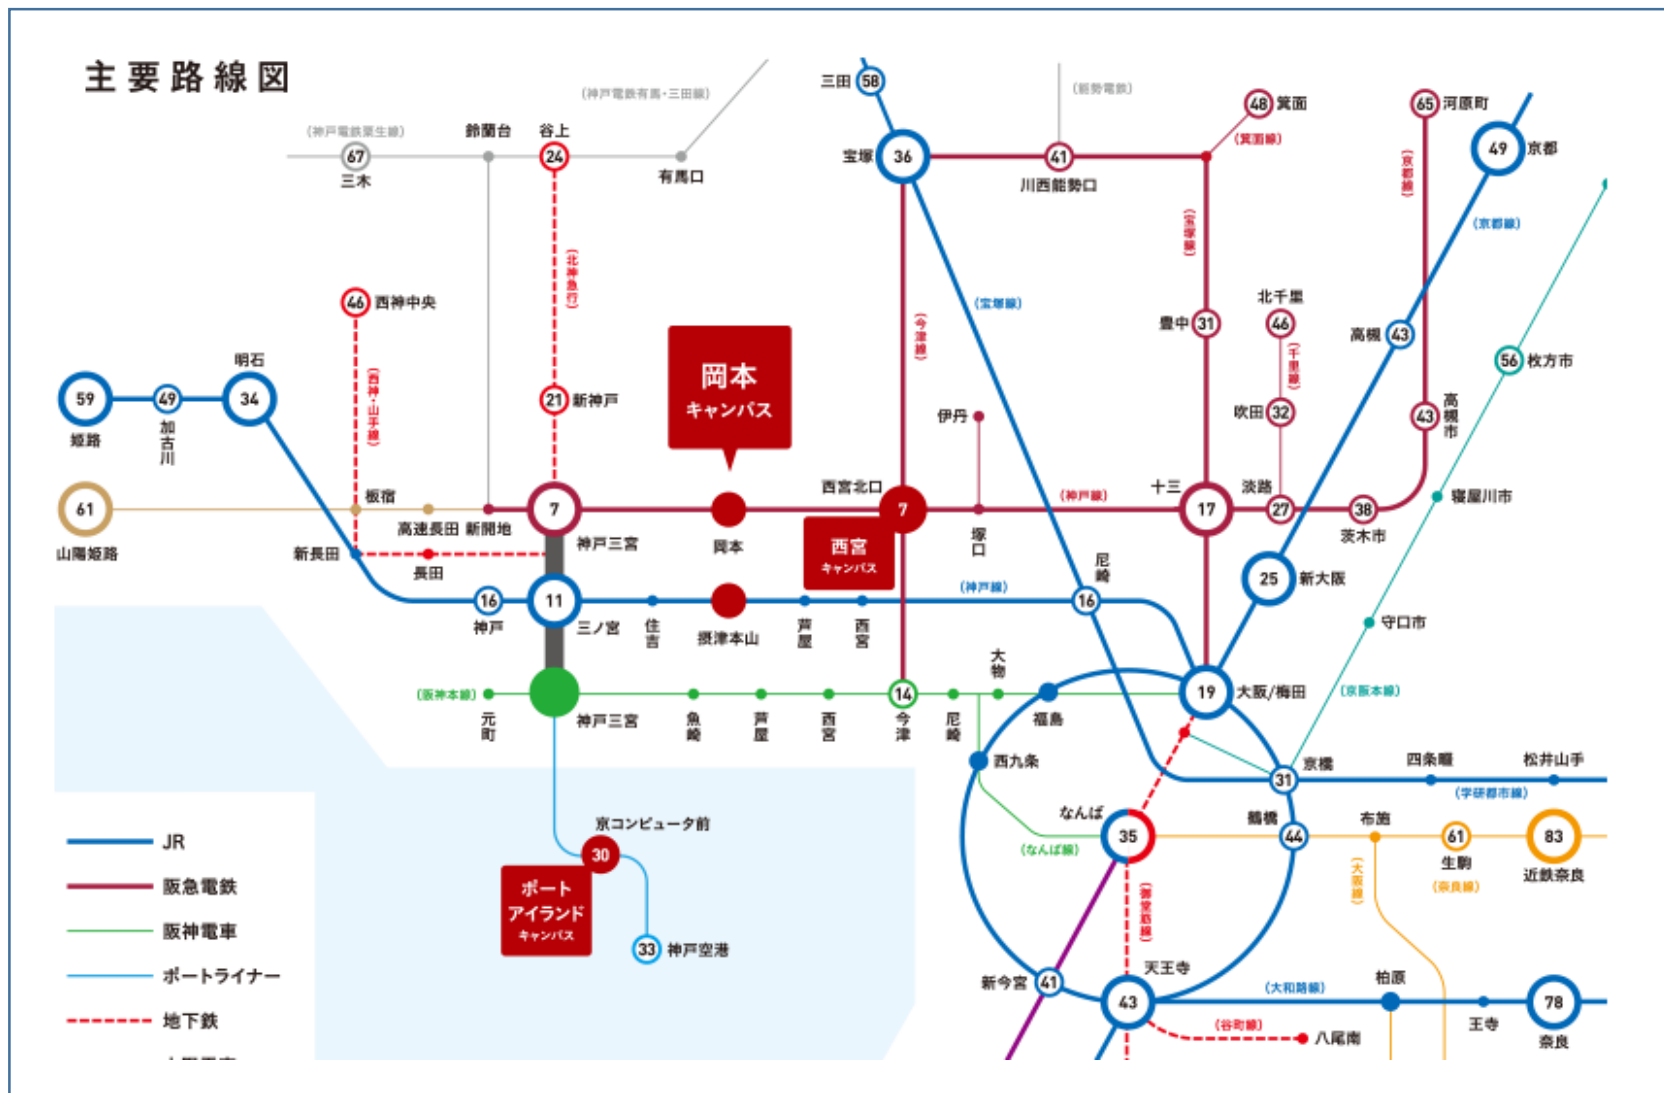 主要路線図
三田
58
(能勢電鉄)
48
箕面
65
河原町
(神戸電鉄有馬・三田線)
(神戸電鉄粟生線)
鈴蘭台
谷上
(箕面線)
67
24
宝塚
36
41
49
京都
三木
有馬口
川西能勢口
(京都線)
(宝塚線)
(京都線)
(北神急行)
46
西神中央
(宝塚線)
北千里
豊中
31
46
高槻
43
(今津線)
明石
(千里線)
56
枚方市
59
49
34
(西神・山手線)
21
新神戸
岡本
キャンパス
吹田
32
43
高槻市
姫路
加古川
伊丹
板宿
西宮北口
(神戸線)
十三
淡路
寝屋川市
61
7
7
17
27
38
高速長田
新開地
神戸三宮
岡本
塚口
茨木市
山陽姫路
新長田
西宮
キャンパス
長田
尼崎
25
新大阪
(神戸線)
16
11
16
神戸
三ノ宮
住吉
摂津本山
芦屋
西宮
守口市
大物
(阪神本線)
14
19
大阪/梅田
(京阪本線)
元町
神戸三宮
魚崎
芦屋
西宮
今津
尼崎
福島
西九条
京橋
四条畷
松井山手
31
(学研都市線)
なんば
鶴橋
布施
京コンピュータ前
35
44
61
83
JR
30
(なんば線)
生駒
近鉄奈良
(大阪線)
(奈良線)
阪急電鉄
ポート
アイランド
キャンパス
(御堂筋線)
阪神電車
33
神戸空港
ポートライナー
天王寺
新今宮
41
柏原
43
(大和路線)
78
地下鉄
(谷町線)
王寺
八尾南
奈良